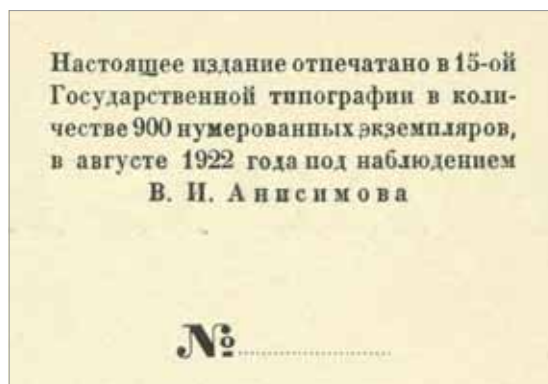 Настоящее издание отпечатано в 15-ой
Государственной типографии в коли-
честве 900 нумерованных экземпляров,
в августе 1922 года под наблюдением
В. И. Анисимова
№